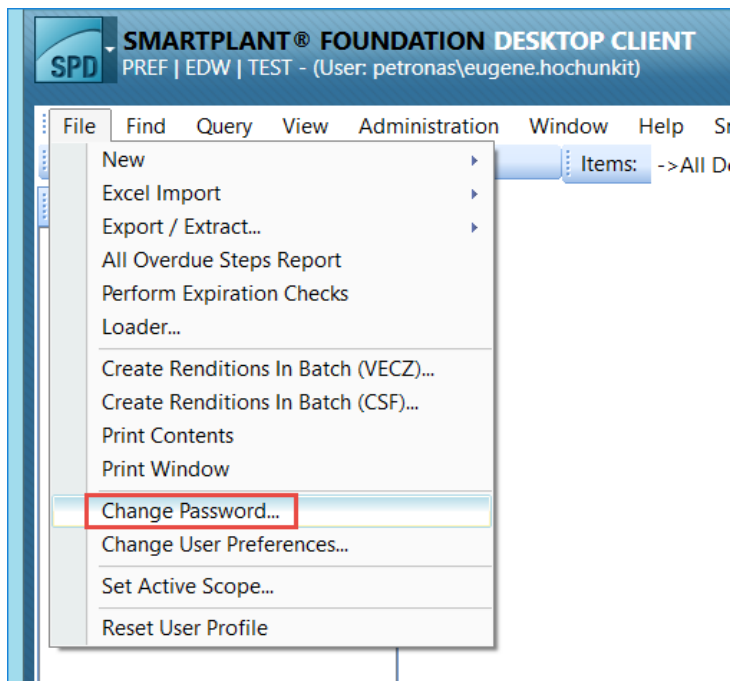 SPD
SMARTPLANT® FOUNDATION DESKTOP CLIENT
PREF | EDW | TEST - (User: petronas\eugene.hochunkit)
File Find Query View Administration Window Help
Items: ->All
New
Excel Import
Export / Extract...
All Overdue Steps Report
Perform Expiration Checks
Loader...
Create Renditions In Batch (VECZ)...
Create Renditions In Batch (CSF)...
Print Contents
Print Window
Change Password...
Change User Preferences...
Set Active Scope...
Reset User Profile